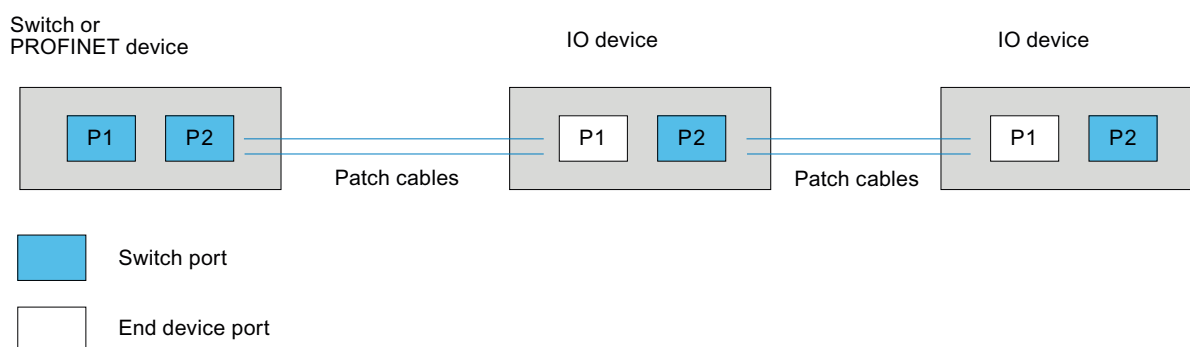 Switch or
PROFINET device
IO device
IO device
P1
P2
P1
P2
P1
P2
Patch cables
Patch cables
Switch port
End device port